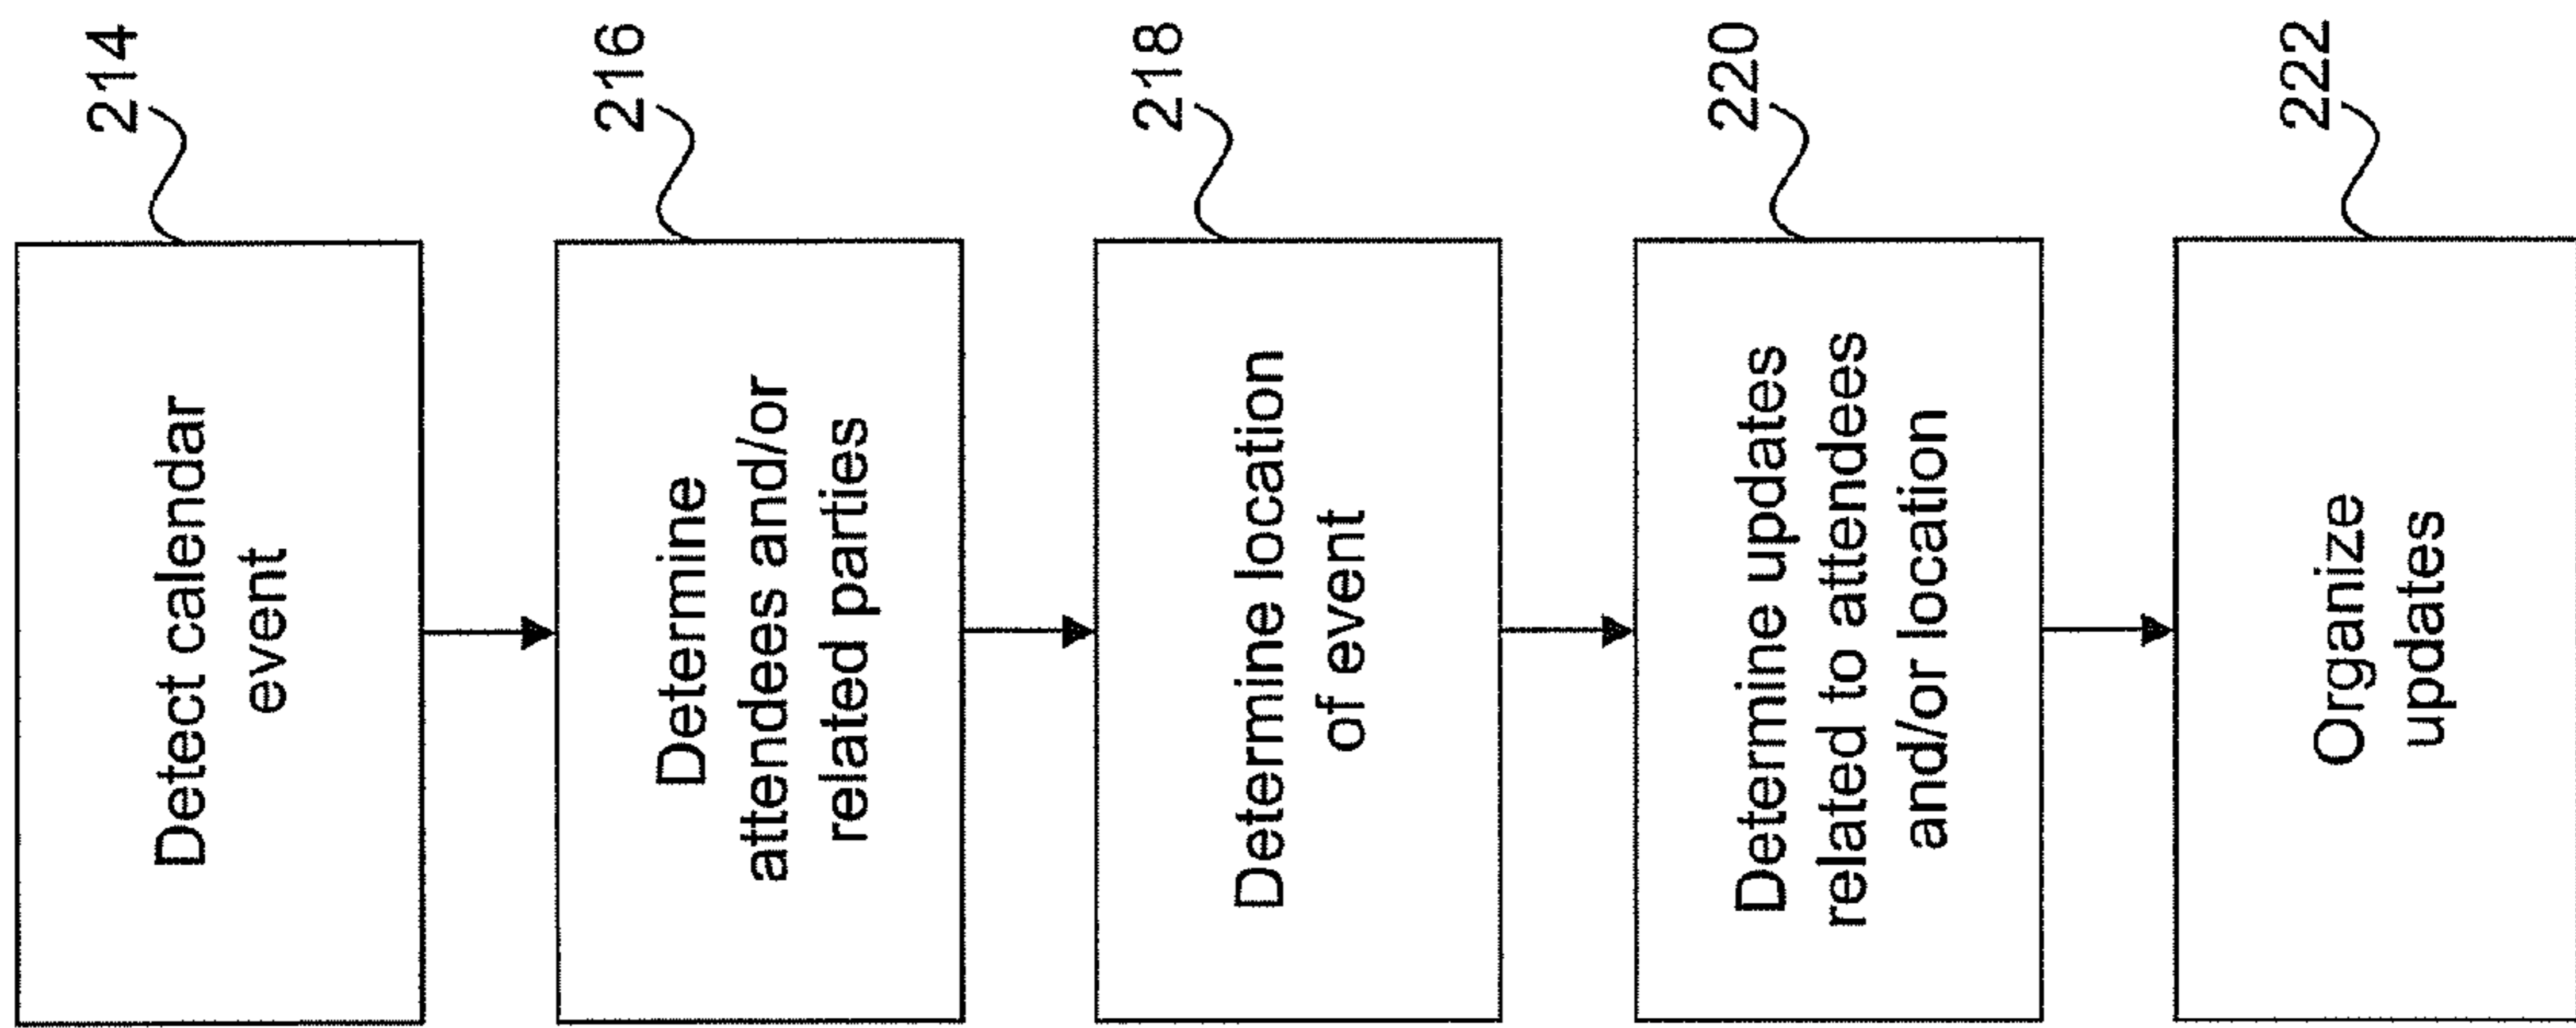 Detect calendar
event
214
Determine
attendees and/or
related parties
216
Determine location
of event
218
Determine updates
related to attendees
and/or location
220
Organize
updates
222